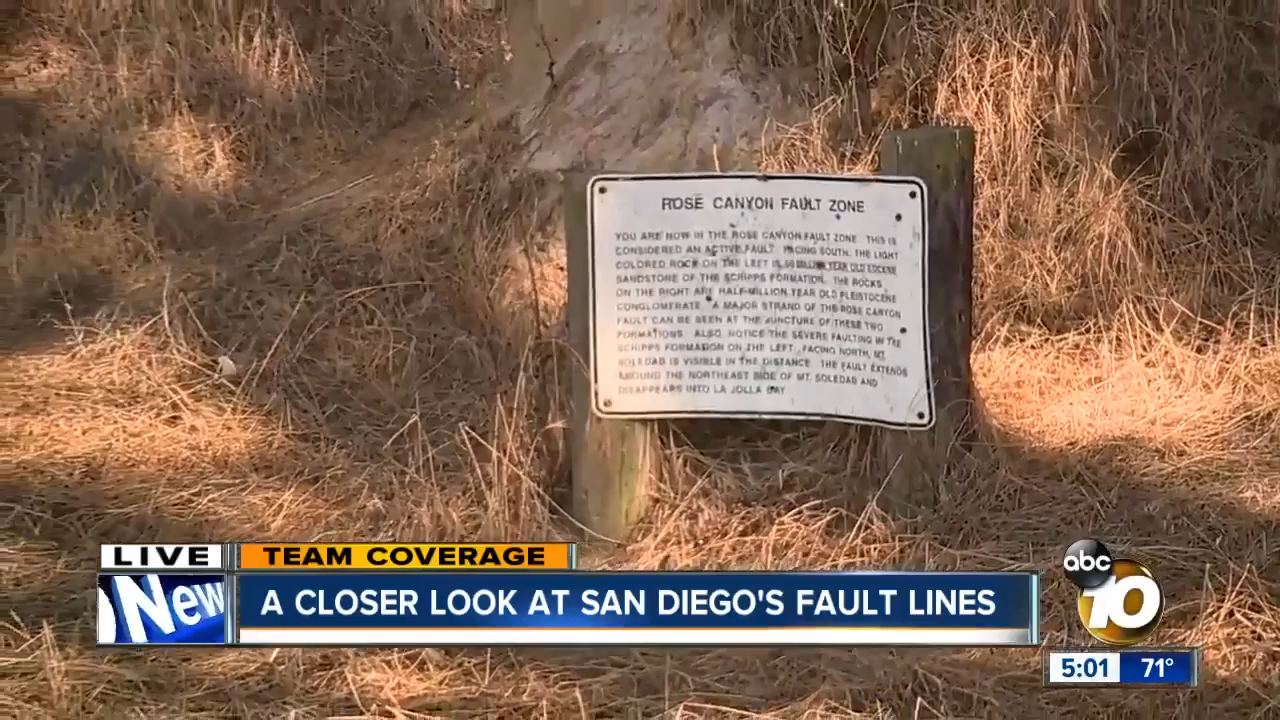 ROSE CANYON FAULT ZONE
YOU ARE NOW IN THE ROSE CANYON FAULT ZONE. THIS IS
CONSIDERED AN ACTIVE FAULT. FACING SOUTH, THE LIGHT
COLORED ROCK ON THE LEFT IS 50 MILLION YEAR OLD EOCENE
SANDSTONE OF THE SCRIPPS FORMATION. THE ROCKS
ON THE RIGHT ARE HALF-MILLION YEAR OLD PLEISTOCENE
CONGLOMERATE. A MAJOR STRAND OF THE ROSE CANYON
FAULT CAN BE SEEN AT THE JUNCTURE OF THESE TWO
FORMATIONS. ALSO, NOTICE THE SEVERE FAULTING IN THE
SCRIPPS FORMATION ON THE LEFT. FACING NORTH, MT.
SOLEDAD IS VISIBLE IN THE DISTANCE. THE FAULT EXTENDS
AROUND THE NORTHEAST SIDE OF MT. SOLEDAD AND
DISAPPEARS INTO LA JOLLA BAY
LIVE TEAM COVERAGE
New
A CLOSER LOOK AT SAN DIEGO'S FAULT LINES
abc
10
5:01 71°